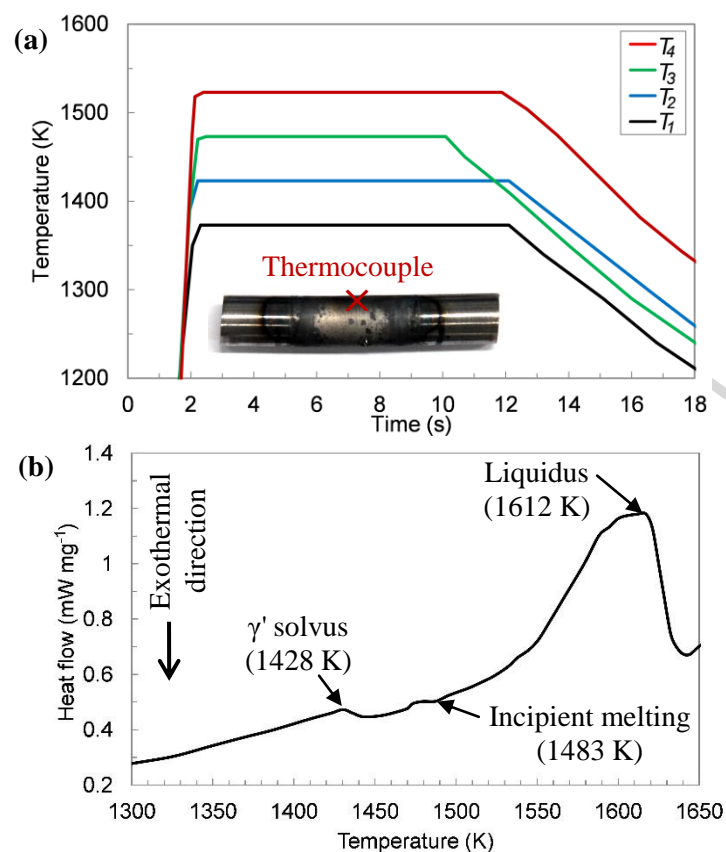 (a)
1600
1500
1400
1300
1200
Temperature (K)
T4
T3
T2
T1
Thermocouple
0 2 4 6 8 10 12 14 16 18
Time (s)
(b)
1.4
1.2
1
0.8
0.6
0.4
0.2
Heat flow (mW mg-1)
Exothermal
direction
γ' solvus
(1428 K)
Liquidus
(1612 K)
Incipient melting
(1483 K)
1300 1350 1400 1450 1500 1550 1600 1650
Temperature (K)